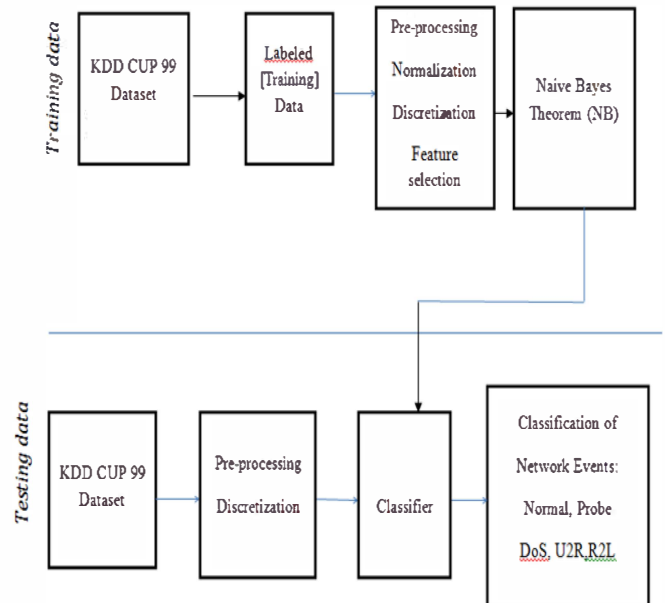 Training data
KDD CUP 99
Dataset
Labeled
[Training]
Data
Pre-processing
Normalization
Discretization
Feature
selection
Naive Bayes
Theorem (NB)
Testing data
KDD CUP 99
Dataset
Pre-processing
Discretization
Classifier
Classification of
Network Events:
Normal, Probe
DoS, U2R,R2L